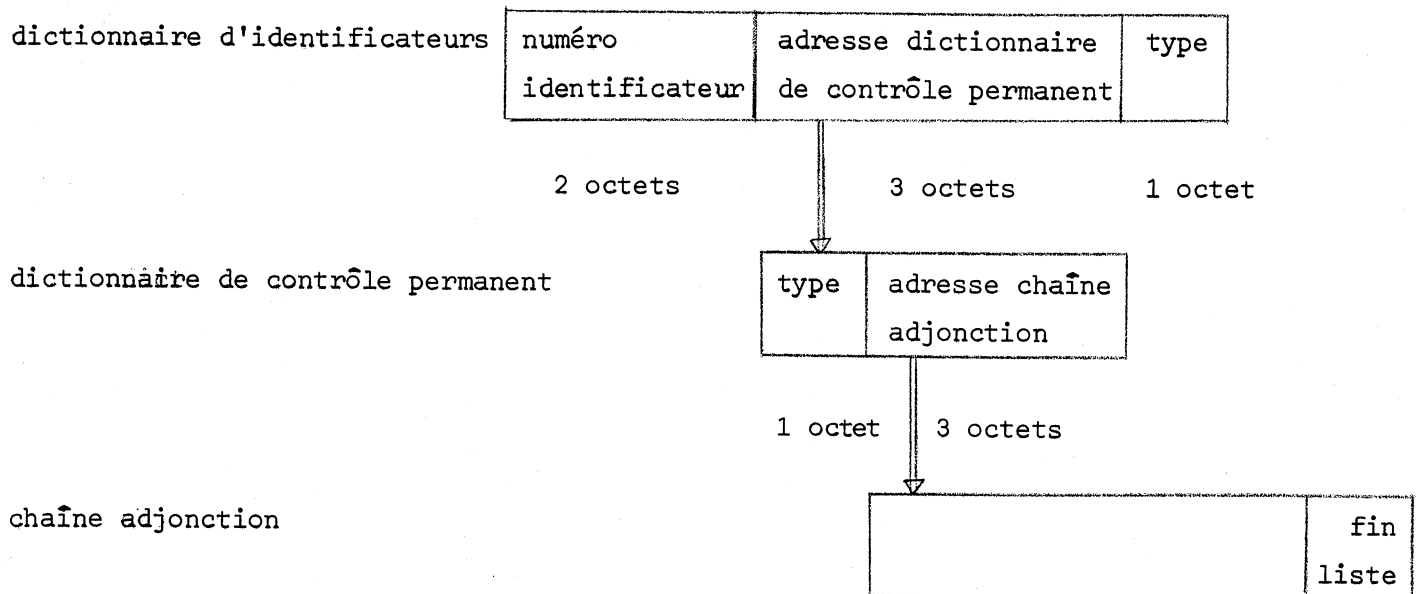 dictionnaire d'identificateurs
numéro identificateur
adresse dictionnaire de contrôle permanent
type
2 octets
3 octets
1 octet
dictionnaire de contrôle permanent
type
adresse chaîne adjonction
1 octet
3 octets
chaîne adjonction
fin liste